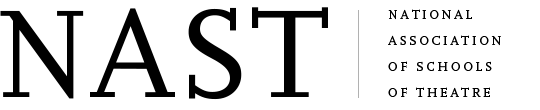 NAST
NATIONAL
ASSOCIATION
OF SCHOOLS
OF THEATRE